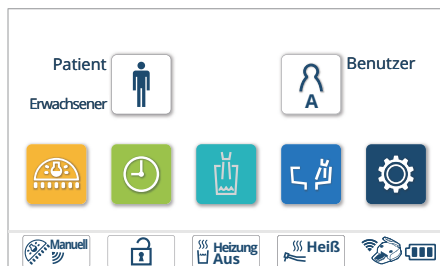 Patient
Benutzer
Erwachsener
A
Manuell
Heizung
Aus
Heiß